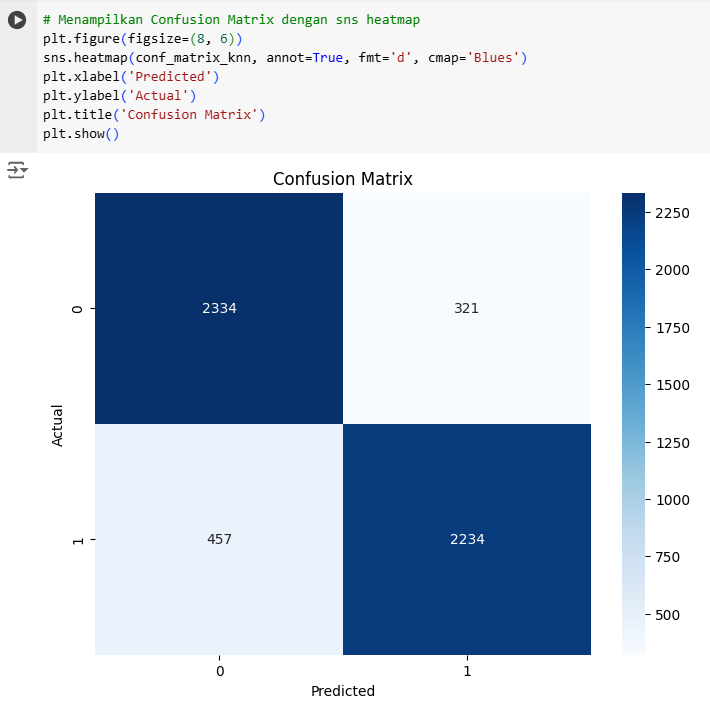 # Menampilkan Confusion Matrix dengan sns heatmap
plt.figure(figsize=(8, 6))
sns.heatmap(conf_matrix_knn, annot=True, fmt='d', cmap='Blues')
plt.xlabel('Predicted')
plt.ylabel('Actual')
plt.title('Confusion Matrix')
plt.show()
Confusion Matrix
0
2334
321
1
457
2234
Actual
0
1
Predicted
2250
2000
1750
1500
1250
1000
750
500